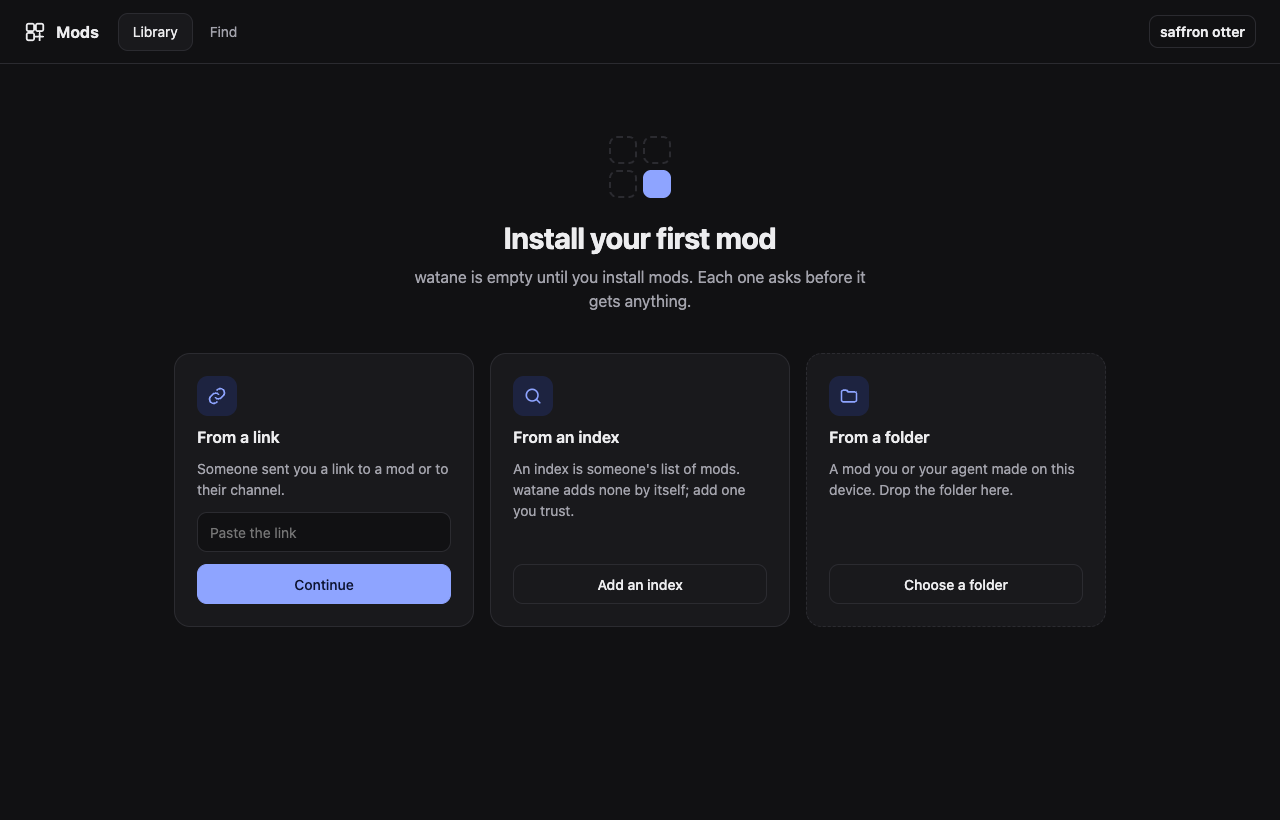 Mods
Library
Find
saffron otter
Install your first mod
watane is empty until you install mods. Each one asks before it
gets anything.
From a link
Someone sent you a link to a mod or to
their channel.
Paste the link
Continue
From an index
An index is someone's list of mods.
watane adds none by itself; add one
you trust.
Add an index
From a folder
A mod you or your agent made on this
device. Drop the folder here.
Choose a folder